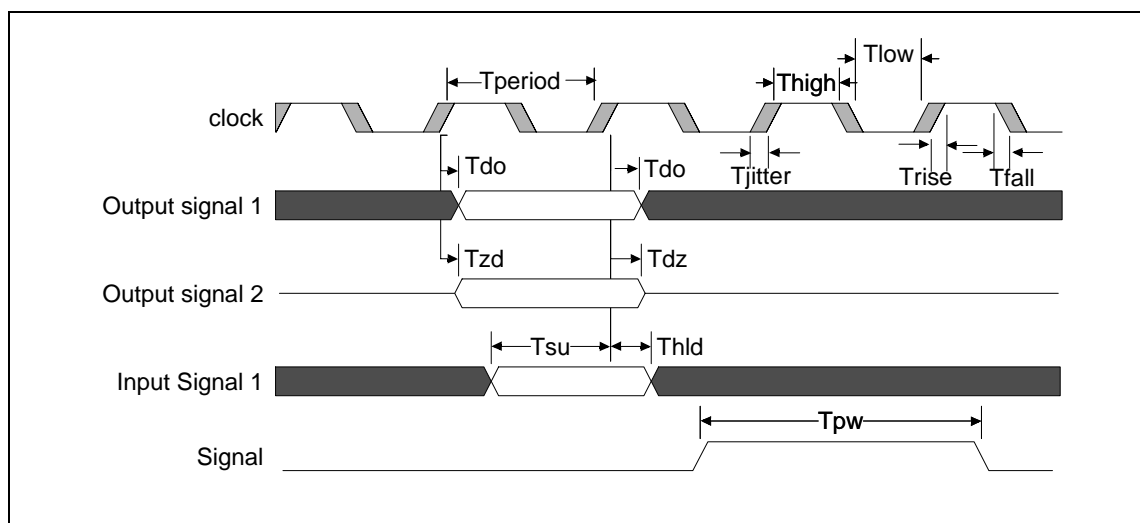 Tlow
Tperiod
Thigh
clock
Tdo
Tdo
Tjitter
Trise
Tfall
Output signal 1
Tzd
Tdz
Output signal 2
Tsu
Thld
Input Signal 1
Tpw
Signal